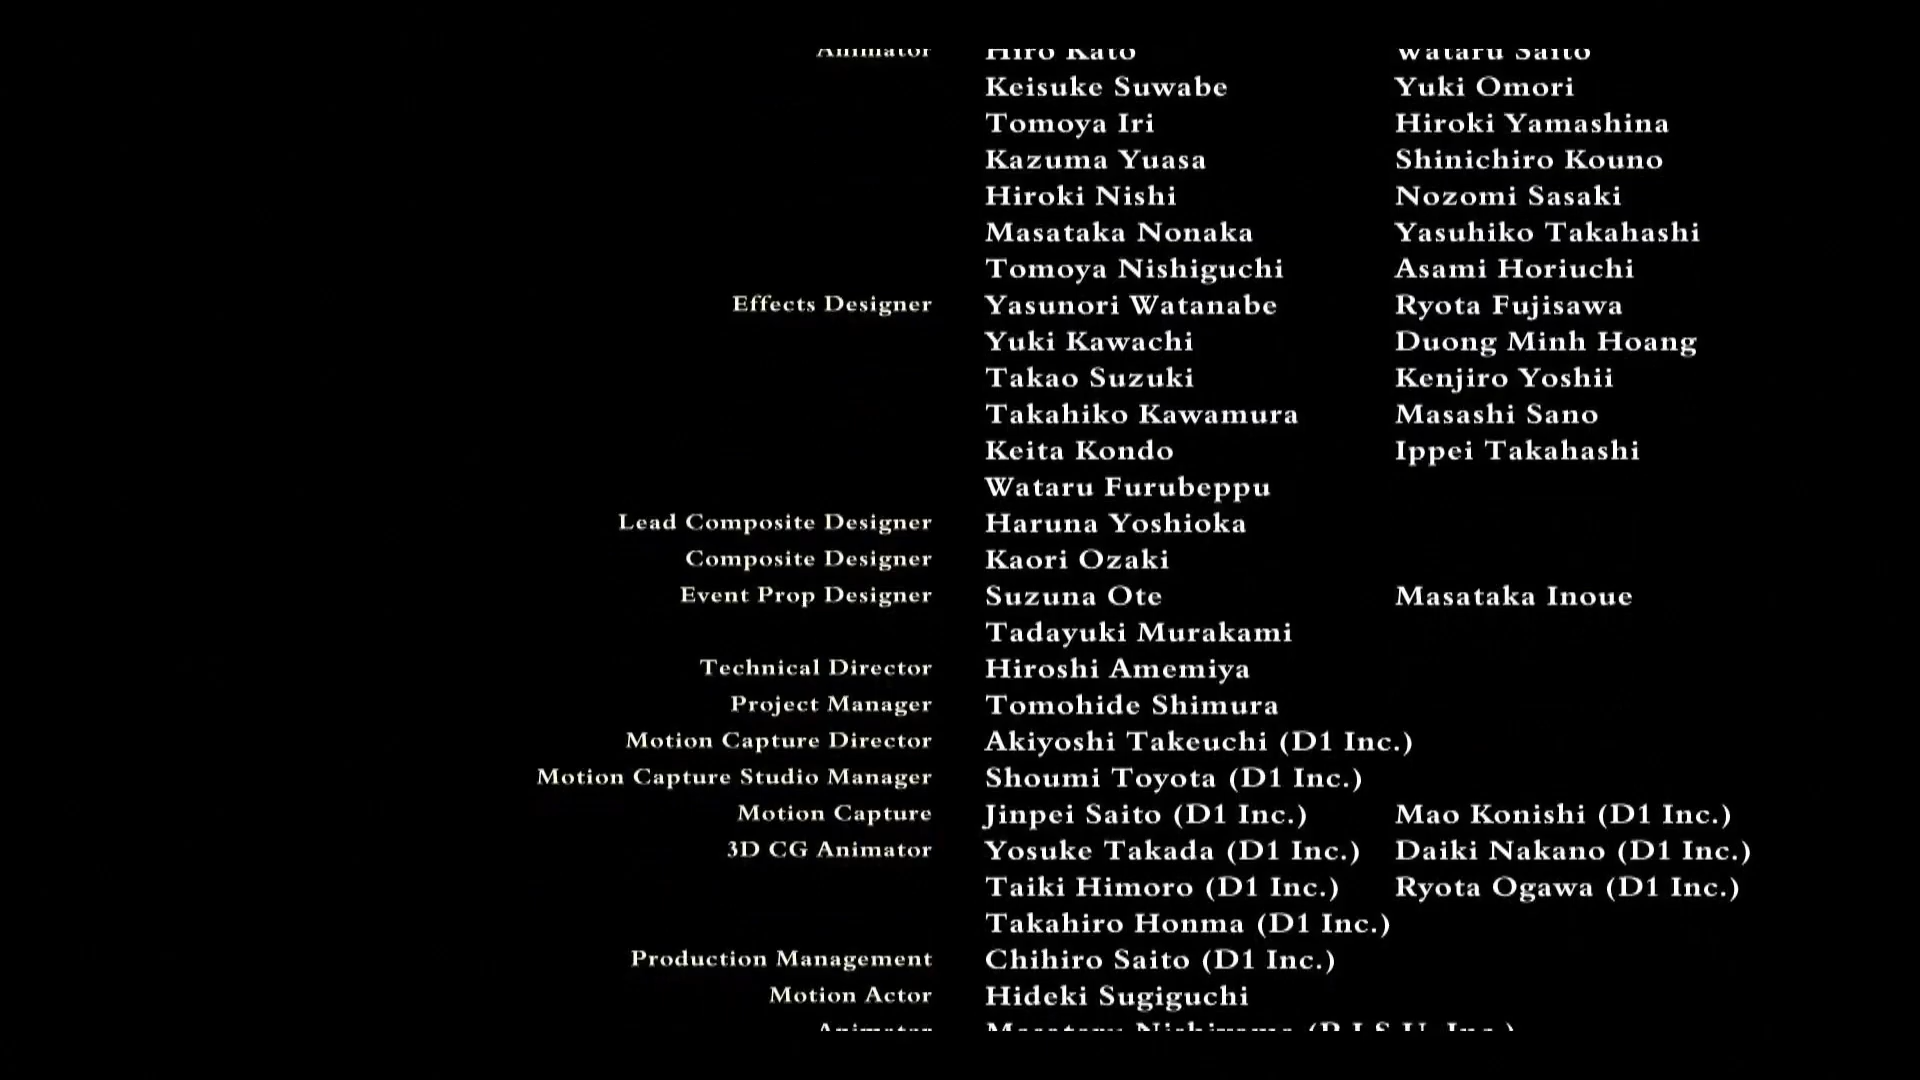 Animator Hiro Kato Wataru Saito
Keisuke Suwabe Yuki Omori
Tomoya Iri Hiroki Yamashina
Kazuma Yuasa Shinichiro Kouno
Hiroki Nishi Nozomi Sasaki
Masataka Nonaka Yasuhiko Takahashi
Tomoya Nishiguchi Asami Horiuchi
Effects Designer Yasunori Watanabe Ryota Fujisawa
Yuki Kawachi Duong Minh Hoang
Takao Suzuki Kenjiro Yoshii
Takahiko Kawamura Masashi Sano
Keita Kondo Ippei Takahashi
Wataru Furubeppu
Lead Composite Designer Haruna Yoshioka
Composite Designer Kaori Ozaki
Event Prop Designer Suzuna Ote Masataka Inoue
Tadayuki Murakami
Technical Director Hiroshi Amemiya
Project Manager Tomohide Shimura
Motion Capture Director Akiyoshi Takeuchi (D1 Inc.)
Motion Capture Studio Manager Shoumi Toyota (D1 Inc.)
Motion Capture Jinpei Saito (D1 Inc.) Mao Konishi (D1 Inc.)
3D CG Animator Yosuke Takada (D1 Inc.) Daiki Nakano (D1 Inc.)
Taiki Himoro (D1 Inc.) Ryota Ogawa (D1 Inc.)
Takahiro Honma (D1 Inc.)
Production Management Chihiro Saito (D1 Inc.)
Motion Actor Hideki Sugiguchi
Animator